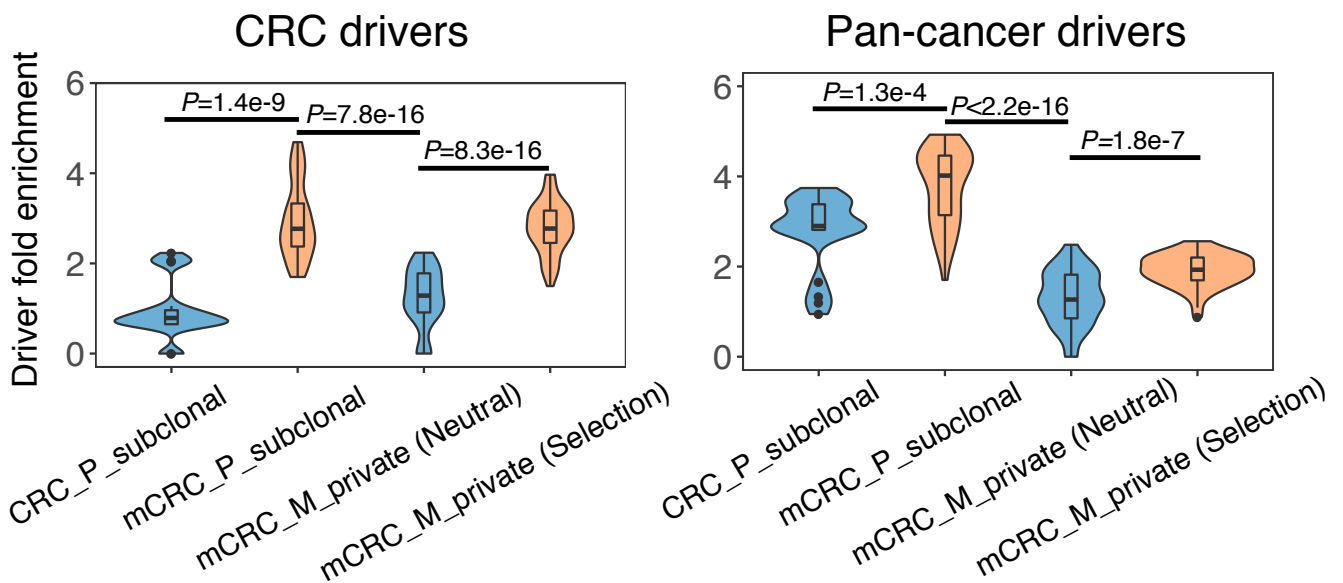 CRC drivers
Driver fold enrichment
6
4
2
0
P=1.4e-9
P=7.8e-16
P=8.3e-16
CRC_P_subclonal
mCRC_P_subclonal
mCRC_M_private (Neutral)
mCRC_M_private (Selection)
Pan-cancer drivers
6
4
2
0
P=1.3e-4
P<2.2e-16
P=1.8e-7
CRC_P_subclonal
mCRC_P_subclonal
mCRC_M_private (Neutral)
mCRC_M_private (Selection)